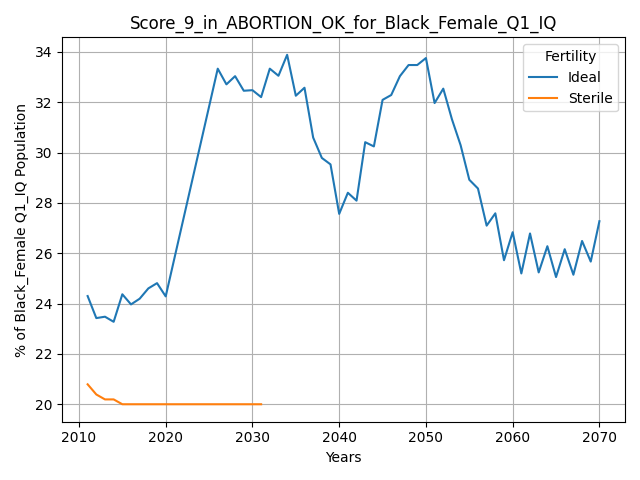 Score_9_in_ABORTION_OK_for_Black_Female_Q1_IQ
Fertility
Ideal
Sterile
% of Black_Female Q1_IQ Population
34
32
30
28
26
24
22
20
2010 2020 2030 2040 2050 2060 2070
Years